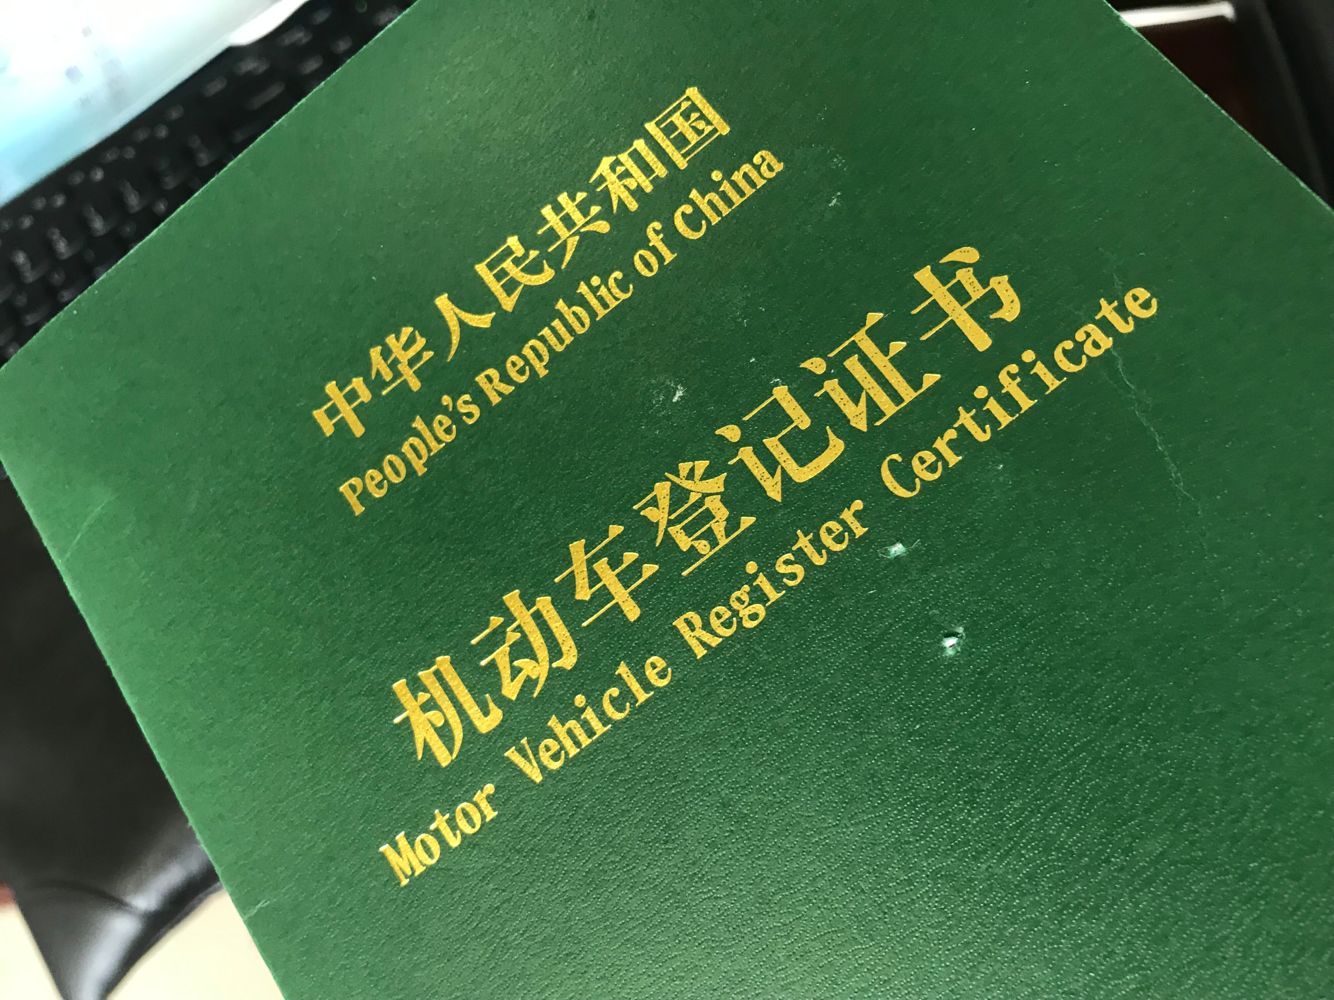 中华人民共和国
People's Republic of China
机动车登记证书
Motor Vehicle Register Certificate